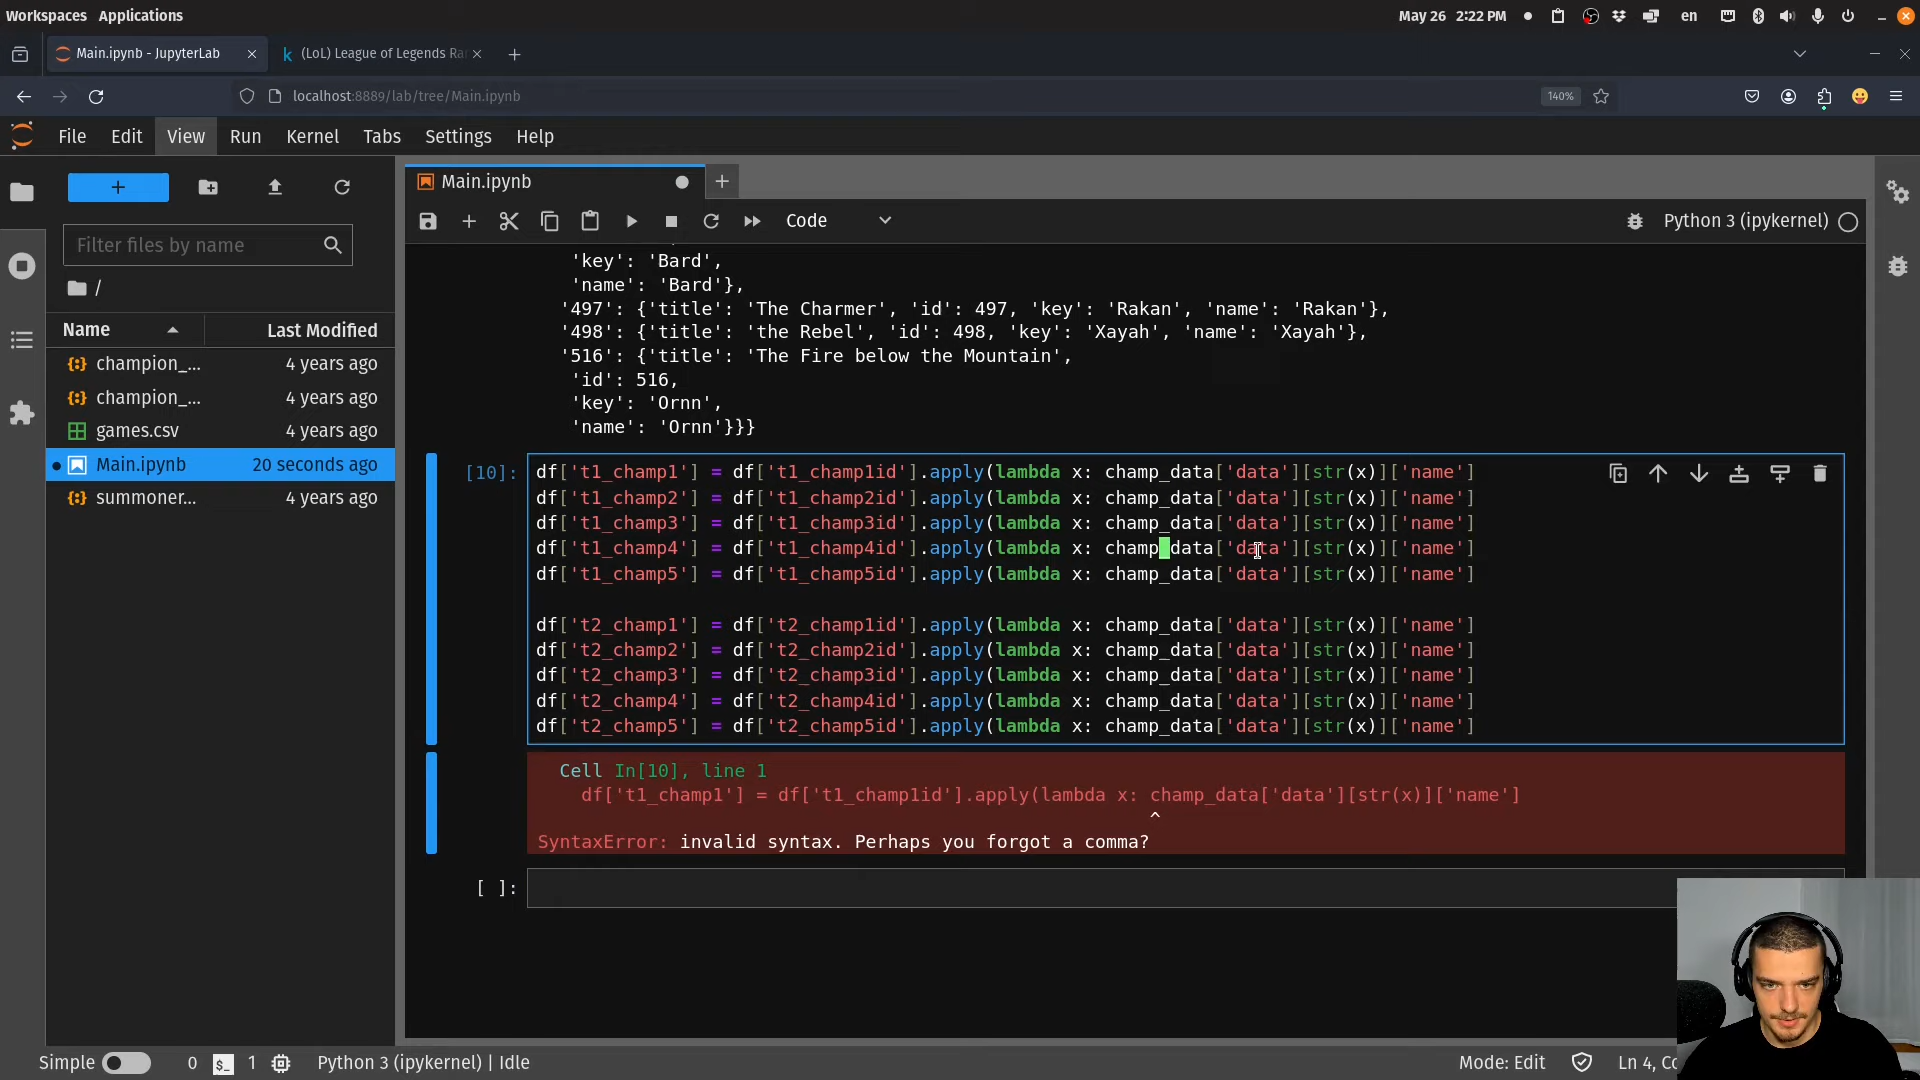 Workspaces Applications
May 26 2:22 PM
en
Main.ipynb - JupyterLab
(LoL) League of Legends Ra
localhost:8889/lab/tree/Main.ipynb
140%
File Edit View Run Kernel Tabs Settings Help
Main.ipynb
Code
Python 3 (ipykernel)
Filter files by name
/
Name Last Modified
champion_... 4 years ago
champion_... 4 years ago
games.csv 4 years ago
Main.ipynb 20 seconds ago
summoner... 4 years ago
'key': 'Bard',
'name': 'Bard'},
'497': {'title': 'The Charmer', 'id': 497, 'key': 'Rakan', 'name': 'Rakan'},
'498': {'title': 'the Rebel', 'id': 498, 'key': 'Xayah', 'name': 'Xayah'},
'516': {'title': 'The Fire below the Mountain',
'id': 516,
'key': 'Ornn',
'name': 'Ornn'}}}
[10]:
df['t1_champ1'] = df['t1_champ1id'].apply(lambda x: champ_data['data'][str(x)]['name']
df['t1_champ2'] = df['t1_champ2id'].apply(lambda x: champ_data['data'][str(x)]['name']
df['t1_champ3'] = df['t1_champ3id'].apply(lambda x: champ_data['data'][str(x)]['name']
df['t1_champ4'] = df['t1_champ4id'].apply(lambda x: champ_data['data'][str(x)]['name']
df['t1_champ5'] = df['t1_champ5id'].apply(lambda x: champ_data['data'][str(x)]['name']
df['t2_champ1'] = df['t2_champ1id'].apply(lambda x: champ_data['data'][str(x)]['name']
df['t2_champ2'] = df['t2_champ2id'].apply(lambda x: champ_data['data'][str(x)]['name']
df['t2_champ3'] = df['t2_champ3id'].apply(lambda x: champ_data['data'][str(x)]['name']
df['t2_champ4'] = df['t2_champ4id'].apply(lambda x: champ_data['data'][str(x)]['name']
df['t2_champ5'] = df['t2_champ5id'].apply(lambda x: champ_data['data'][str(x)]['name']
Cell In[10], line 1
df['t1_champ1'] = df['t1_champ1id'].apply(lambda x: champ_data['data'][str(x)]['name']
^
SyntaxError: invalid syntax. Perhaps you forgot a comma?
[ ]:
Simple 0 $_ 1 Python 3 (ipykernel) | Idle
Mode: Edit Ln 4, Co